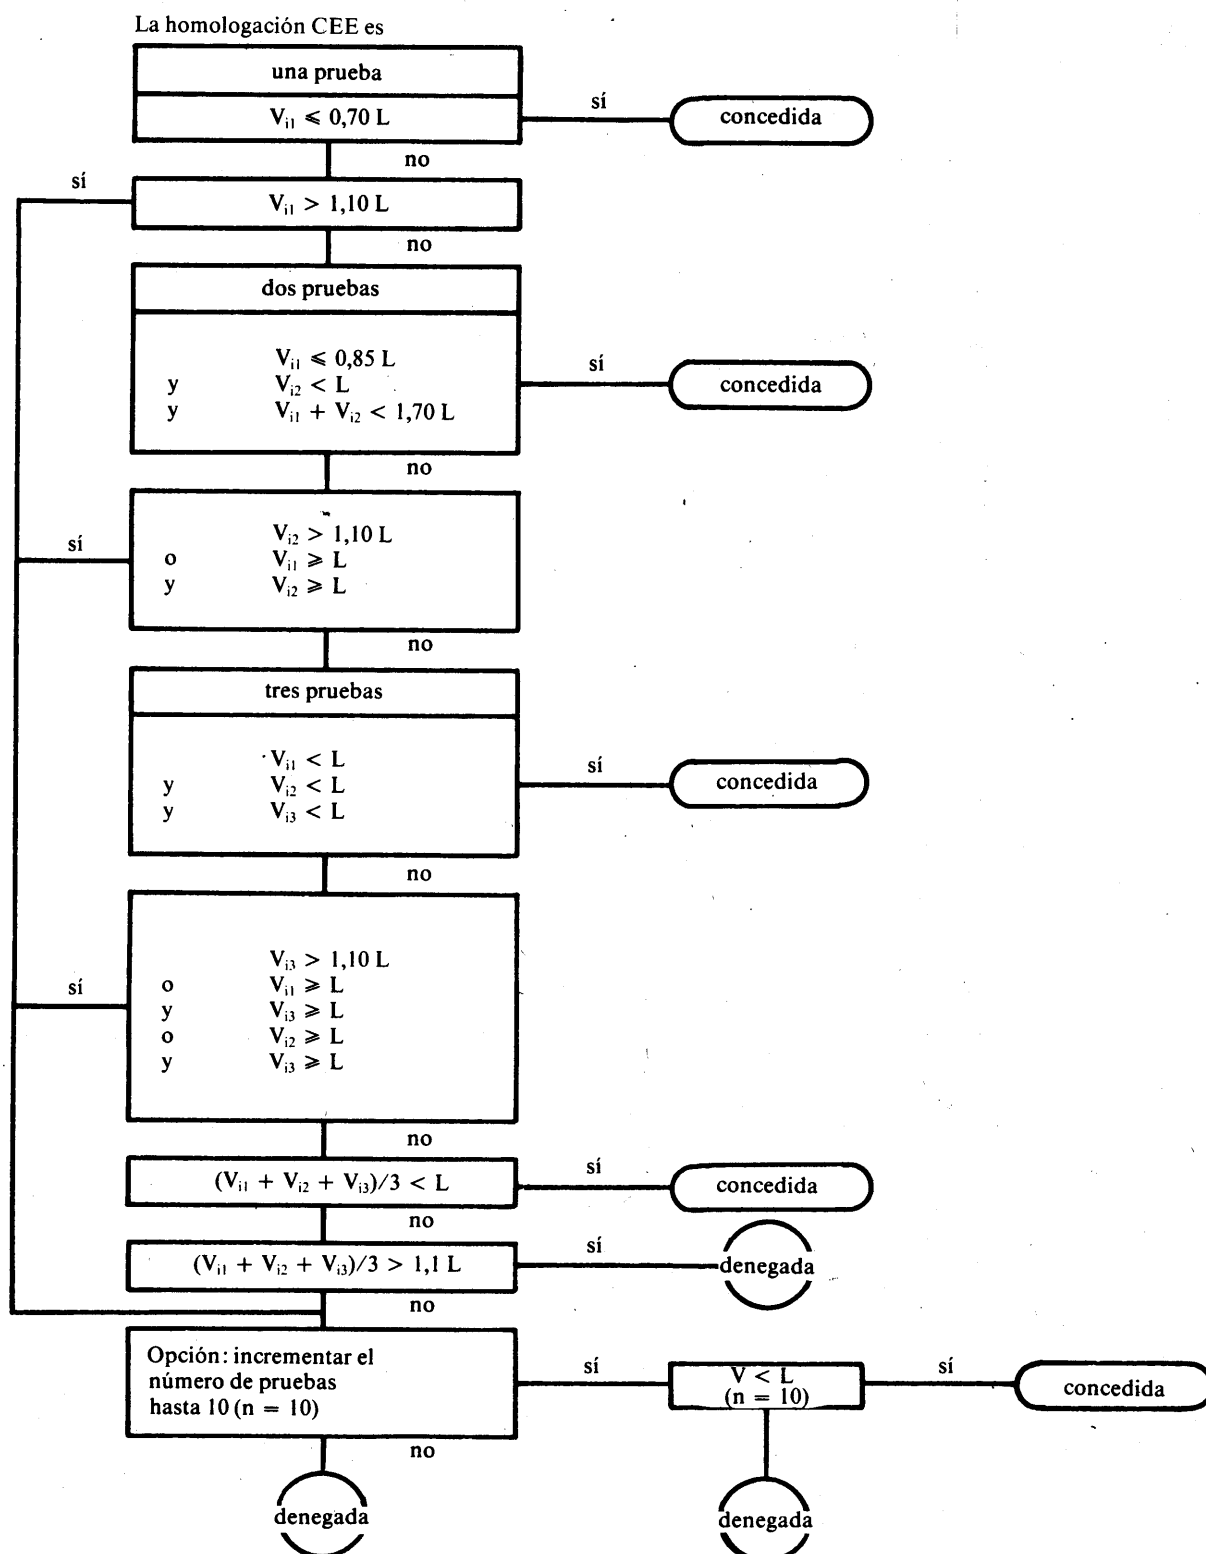 La homologación CEE es
una prueba
V_i1 ⩽ 0,70 L
sí
concedida
no
sí
V_i1 > 1,10 L
no
dos pruebas
V_i1 ⩽ 0,85 L
y V_i2 < L
y V_i1 + V_i2 < 1,70 L
sí
concedida
no
sí
V_i2 > 1,10 L
o V_i1 ⩾ L
y V_i2 ⩾ L
no
tres pruebas
V_i1 < L
y V_i2 < L
y V_i3 < L
sí
concedida
no
sí
V_i3 > 1,10 L
o V_i1 ⩾ L
y V_i3 ⩾ L
o V_i2 ⩾ L
y V_i3 ⩾ L
no
(V_i1 + V_i2 + V_i3)/3 < L
sí
concedida
no
(V_i1 + V_i2 + V_i3)/3 > 1,1 L
sí
denegada
no
Opción: incrementar el
número de pruebas
hasta 10 (n = 10)
sí
V < L
(n = 10)
sí
concedida
no
denegada
denegada